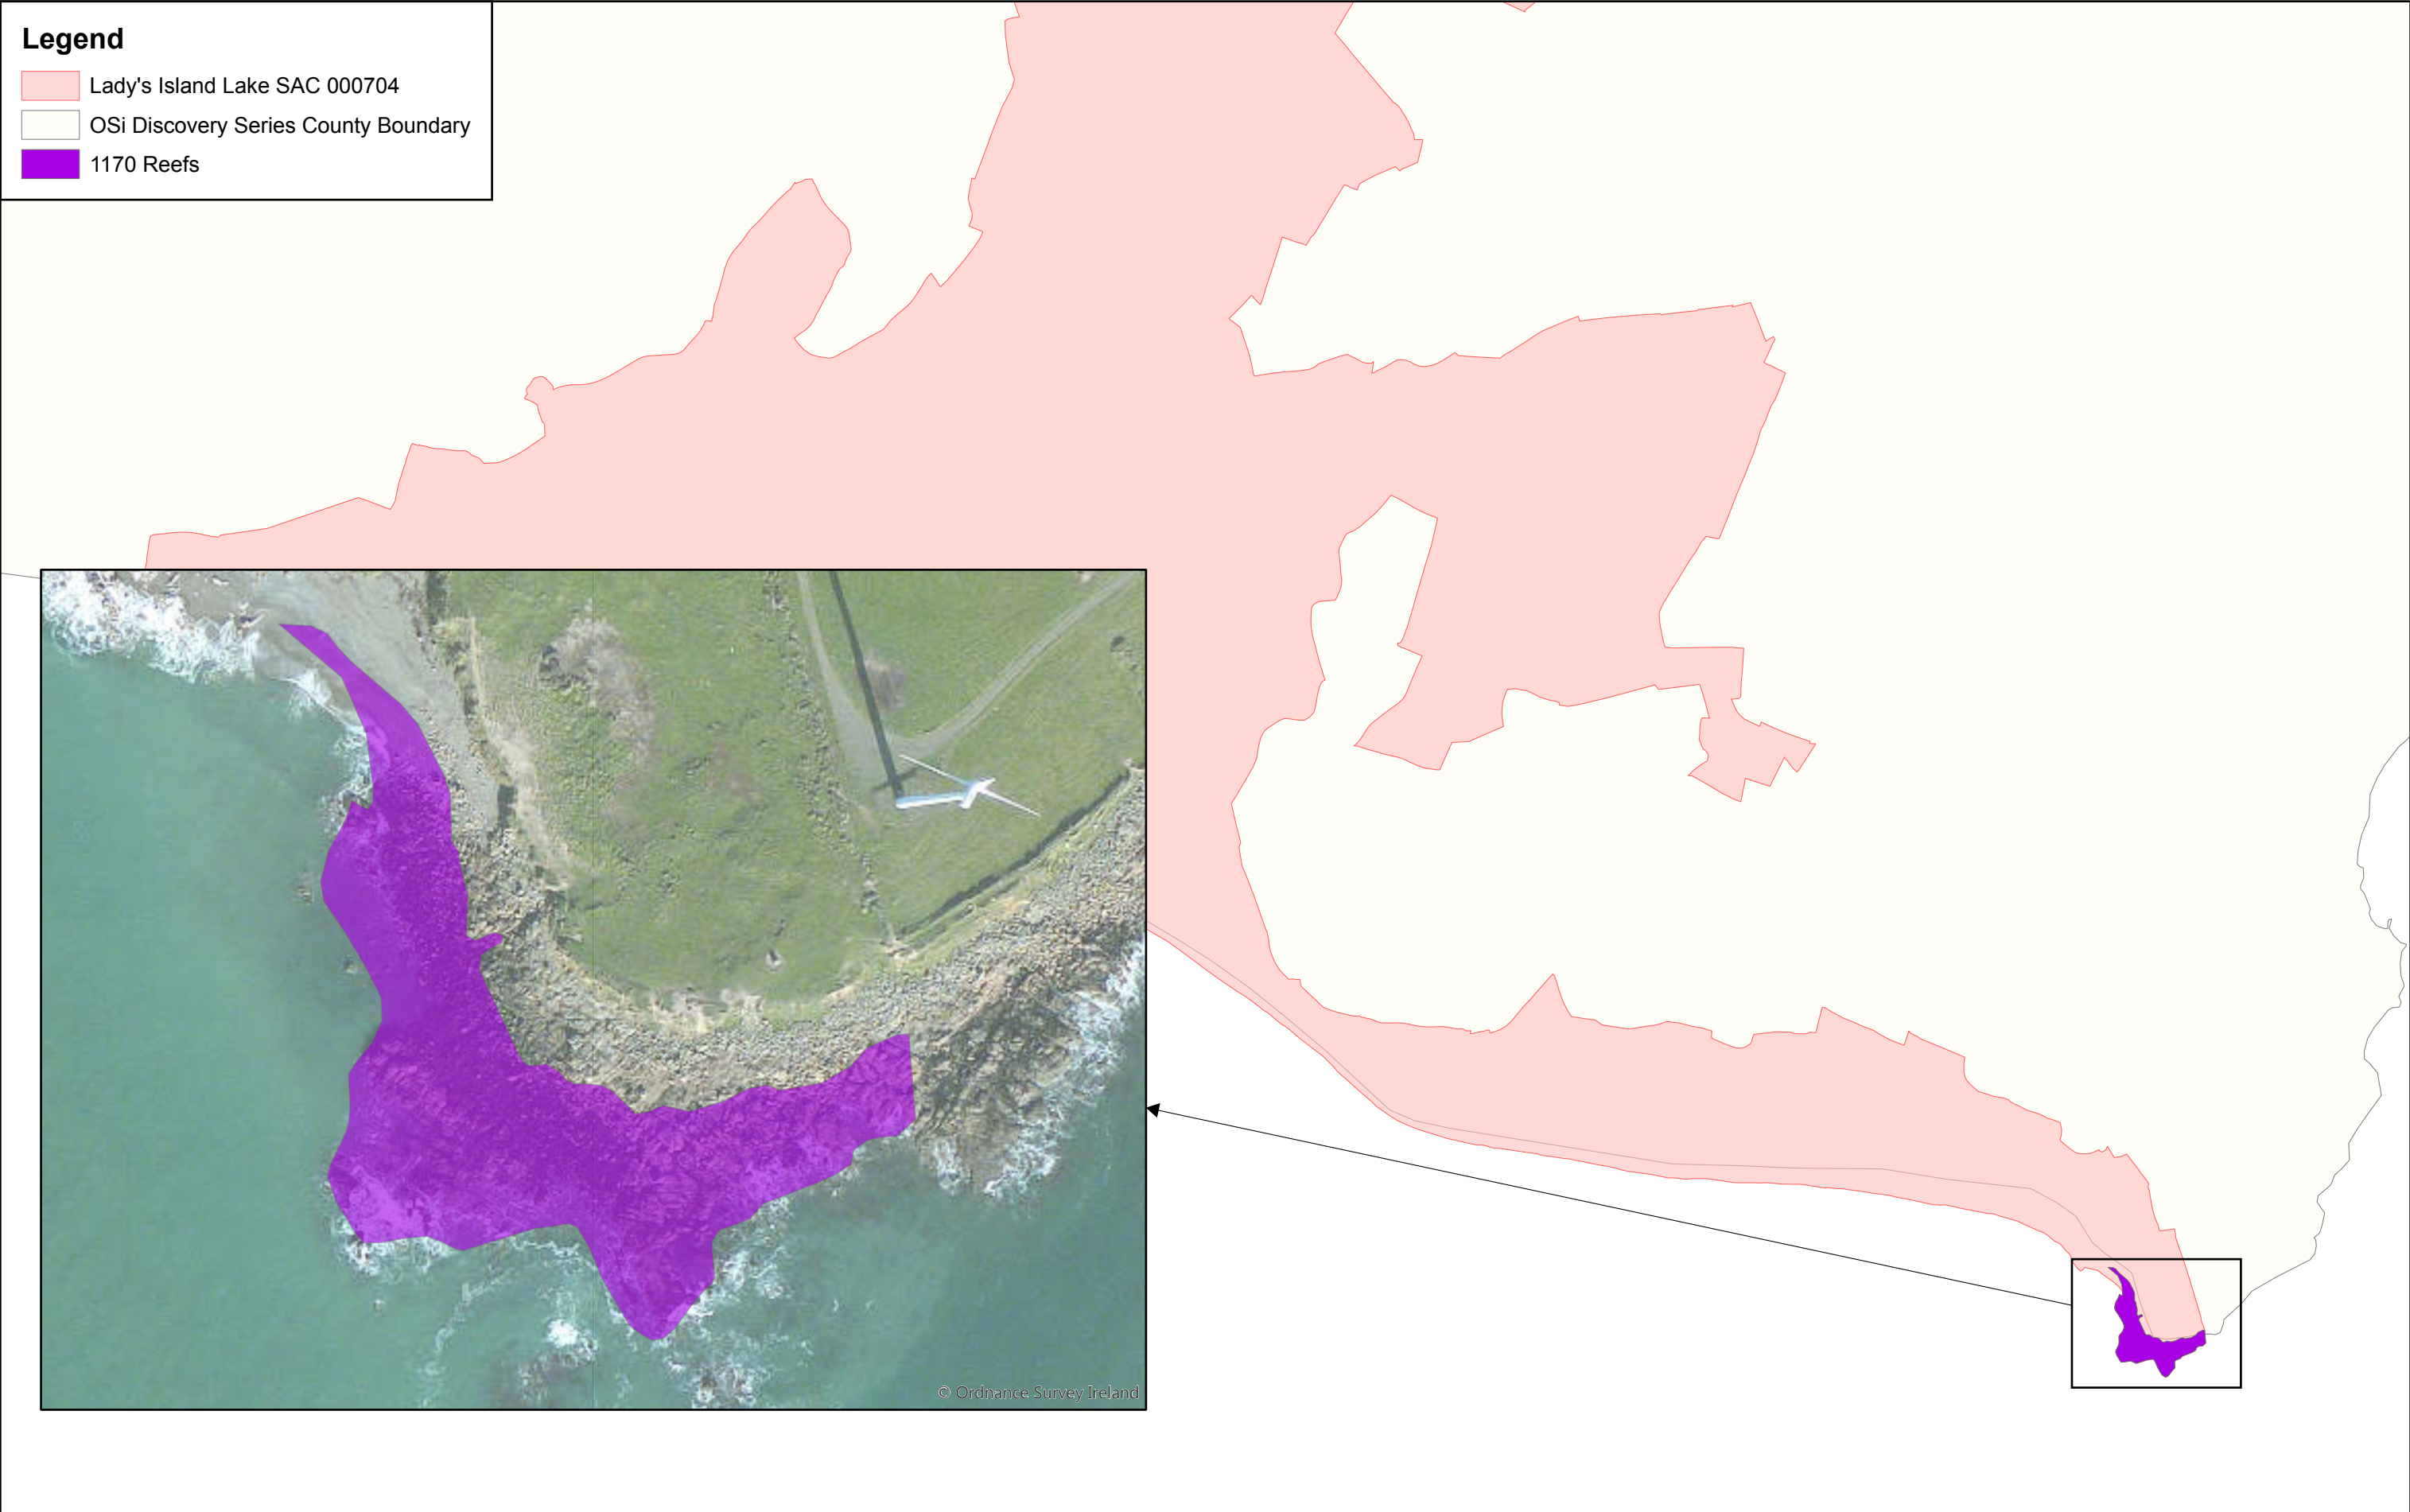 Legend
Lady's Island Lake SAC 000704
OSi Discovery Series County Boundary
1170 Reefs
© Ordnance Survey Ireland